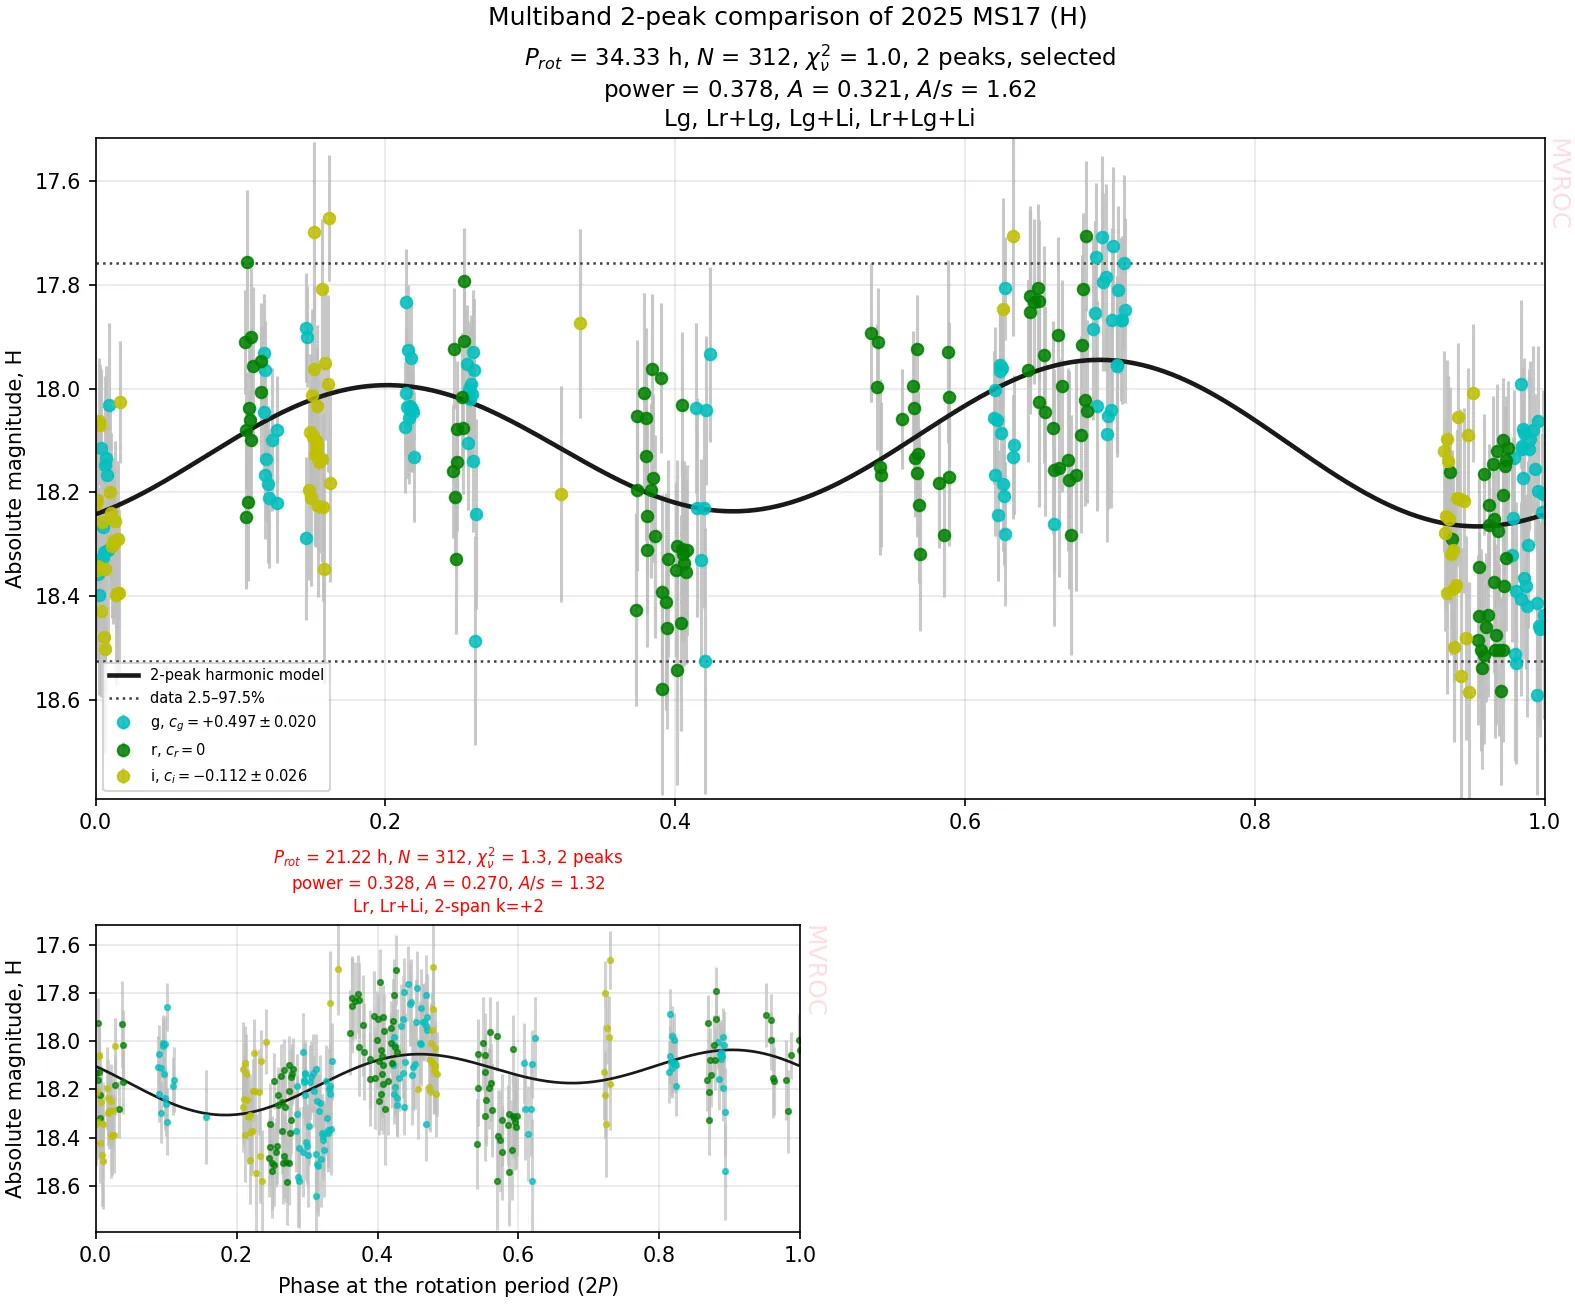 Multiband 2-peak comparison of 2025 MS17 (H)
P_rot = 34.33 h, N = 312, χ²_ν = 1.0, 2 peaks, selected
power = 0.378, A = 0.321, A/s = 1.62
Lg, Lr+Lg, Lg+Li, Lr+Lg+Li
MVROC
Absolute magnitude, H
17.6
17.8
18.0
18.2
18.4
18.6
2-peak harmonic model
data 2.5–97.5%
g, c_g = +0.497 ± 0.020
r, c_r = 0
i, c_i = −0.112 ± 0.026
0.0 0.2 0.4 0.6 0.8 1.0
P_rot = 21.22 h, N = 312, χ²_ν = 1.3, 2 peaks
power = 0.328, A = 0.270, A/s = 1.32
Lr, Lr+Li, 2-span k=+2
MVROC
Absolute magnitude, H
17.6
17.8
18.0
18.2
18.4
18.6
0.0 0.2 0.4 0.6 0.8 1.0
Phase at the rotation period (2P)